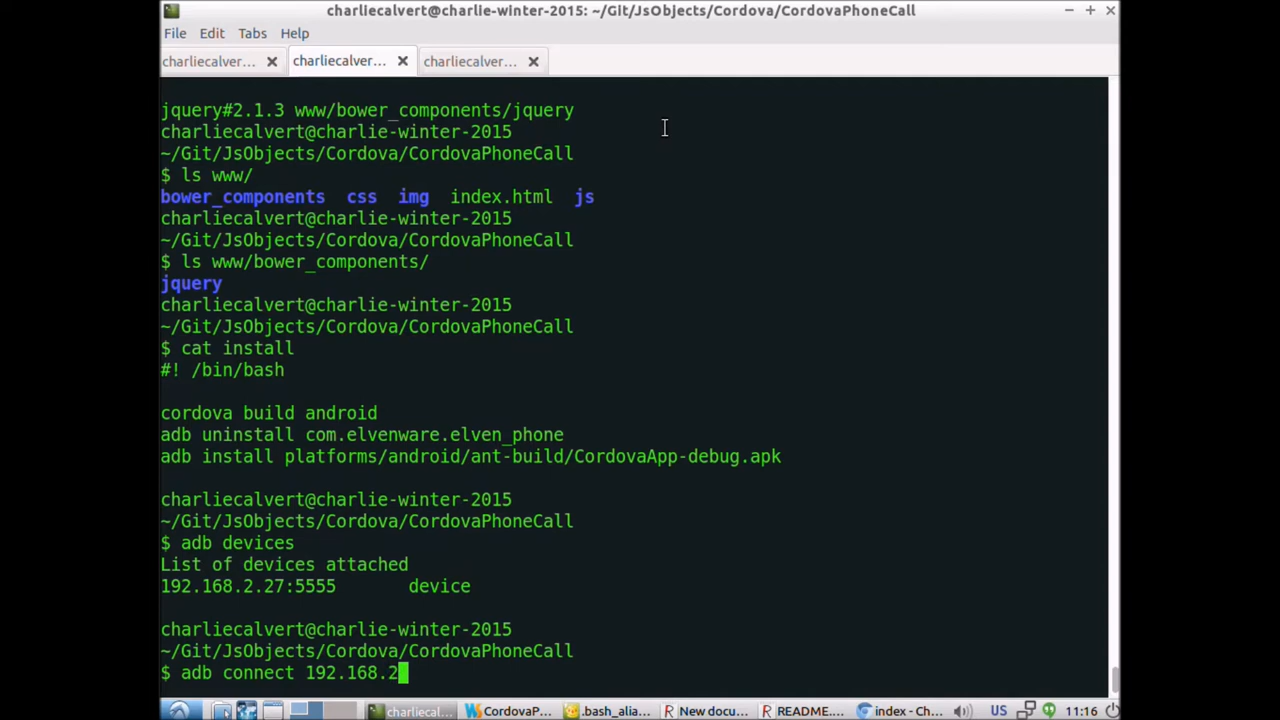 charliecalvert@charlie-winter-2015: ~/Git/JsObjects/Cordova/CordovaPhoneCall
File Edit Tabs Help
charliecalver... charliecalver... charliecalver...
jquery#2.1.3 www/bower_components/jquery
charliecalvert@charlie-winter-2015
~/Git/JsObjects/Cordova/CordovaPhoneCall
$ ls www/
bower_components css img index.html js
charliecalvert@charlie-winter-2015
~/Git/JsObjects/Cordova/CordovaPhoneCall
$ ls www/bower_components/
jquery
charliecalvert@charlie-winter-2015
~/Git/JsObjects/Cordova/CordovaPhoneCall
$ cat install
#! /bin/bash
cordova build android
adb uninstall com.elvenware.elven_phone
adb install platforms/android/ant-build/CordovaApp-debug.apk
charliecalvert@charlie-winter-2015
~/Git/JsObjects/Cordova/CordovaPhoneCall
$ adb devices
List of devices attached
192.168.2.27:5555 device
charliecalvert@charlie-winter-2015
~/Git/JsObjects/Cordova/CordovaPhoneCall
$ adb connect 192.168.2
charliecal... CordovaP... .bash_alia... New docu... README.... index - Ch... US 11:16